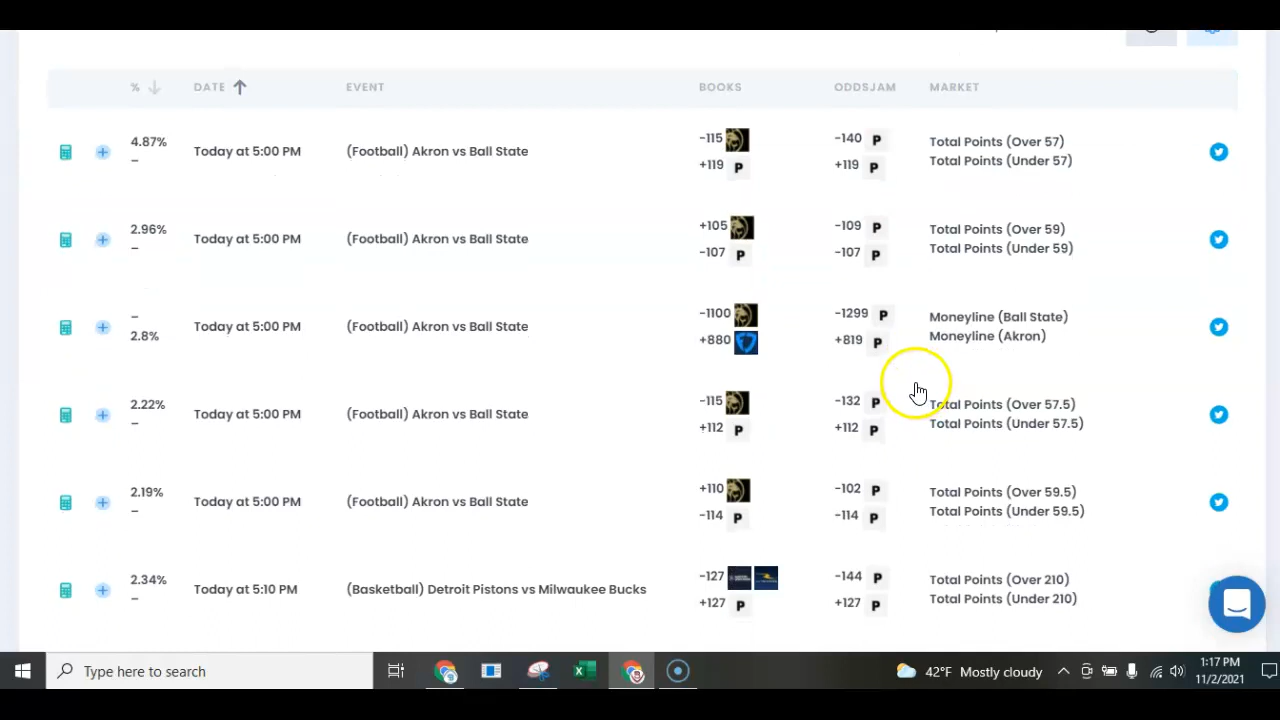 % DATE EVENT BOOKS ODDSJAM MARKET
4.87%
–
Today at 5:00 PM
(Football) Akron vs Ball State
-115
+119 P
-140 P
+119 P
Total Points (Over 57)
Total Points (Under 57)
2.96%
–
Today at 5:00 PM
(Football) Akron vs Ball State
+105
-107 P
-109 P
-107 P
Total Points (Over 59)
Total Points (Under 59)
–
2.8%
Today at 5:00 PM
(Football) Akron vs Ball State
-1100
+880
-1299 P
+819 P
Moneyline (Ball State)
Moneyline (Akron)
2.22%
–
Today at 5:00 PM
(Football) Akron vs Ball State
-115
+112 P
-132 P
+112 P
Total Points (Over 57.5)
Total Points (Under 57.5)
2.19%
–
Today at 5:00 PM
(Football) Akron vs Ball State
+110
-114 P
-102 P
-114 P
Total Points (Over 59.5)
Total Points (Under 59.5)
2.34%
–
Today at 5:10 PM
(Basketball) Detroit Pistons vs Milwaukee Bucks
-127
+127 P
-144 P
+127 P
Total Points (Over 210)
Total Points (Under 210)
Type here to search
42°F Mostly cloudy
1:17 PM
11/2/2021